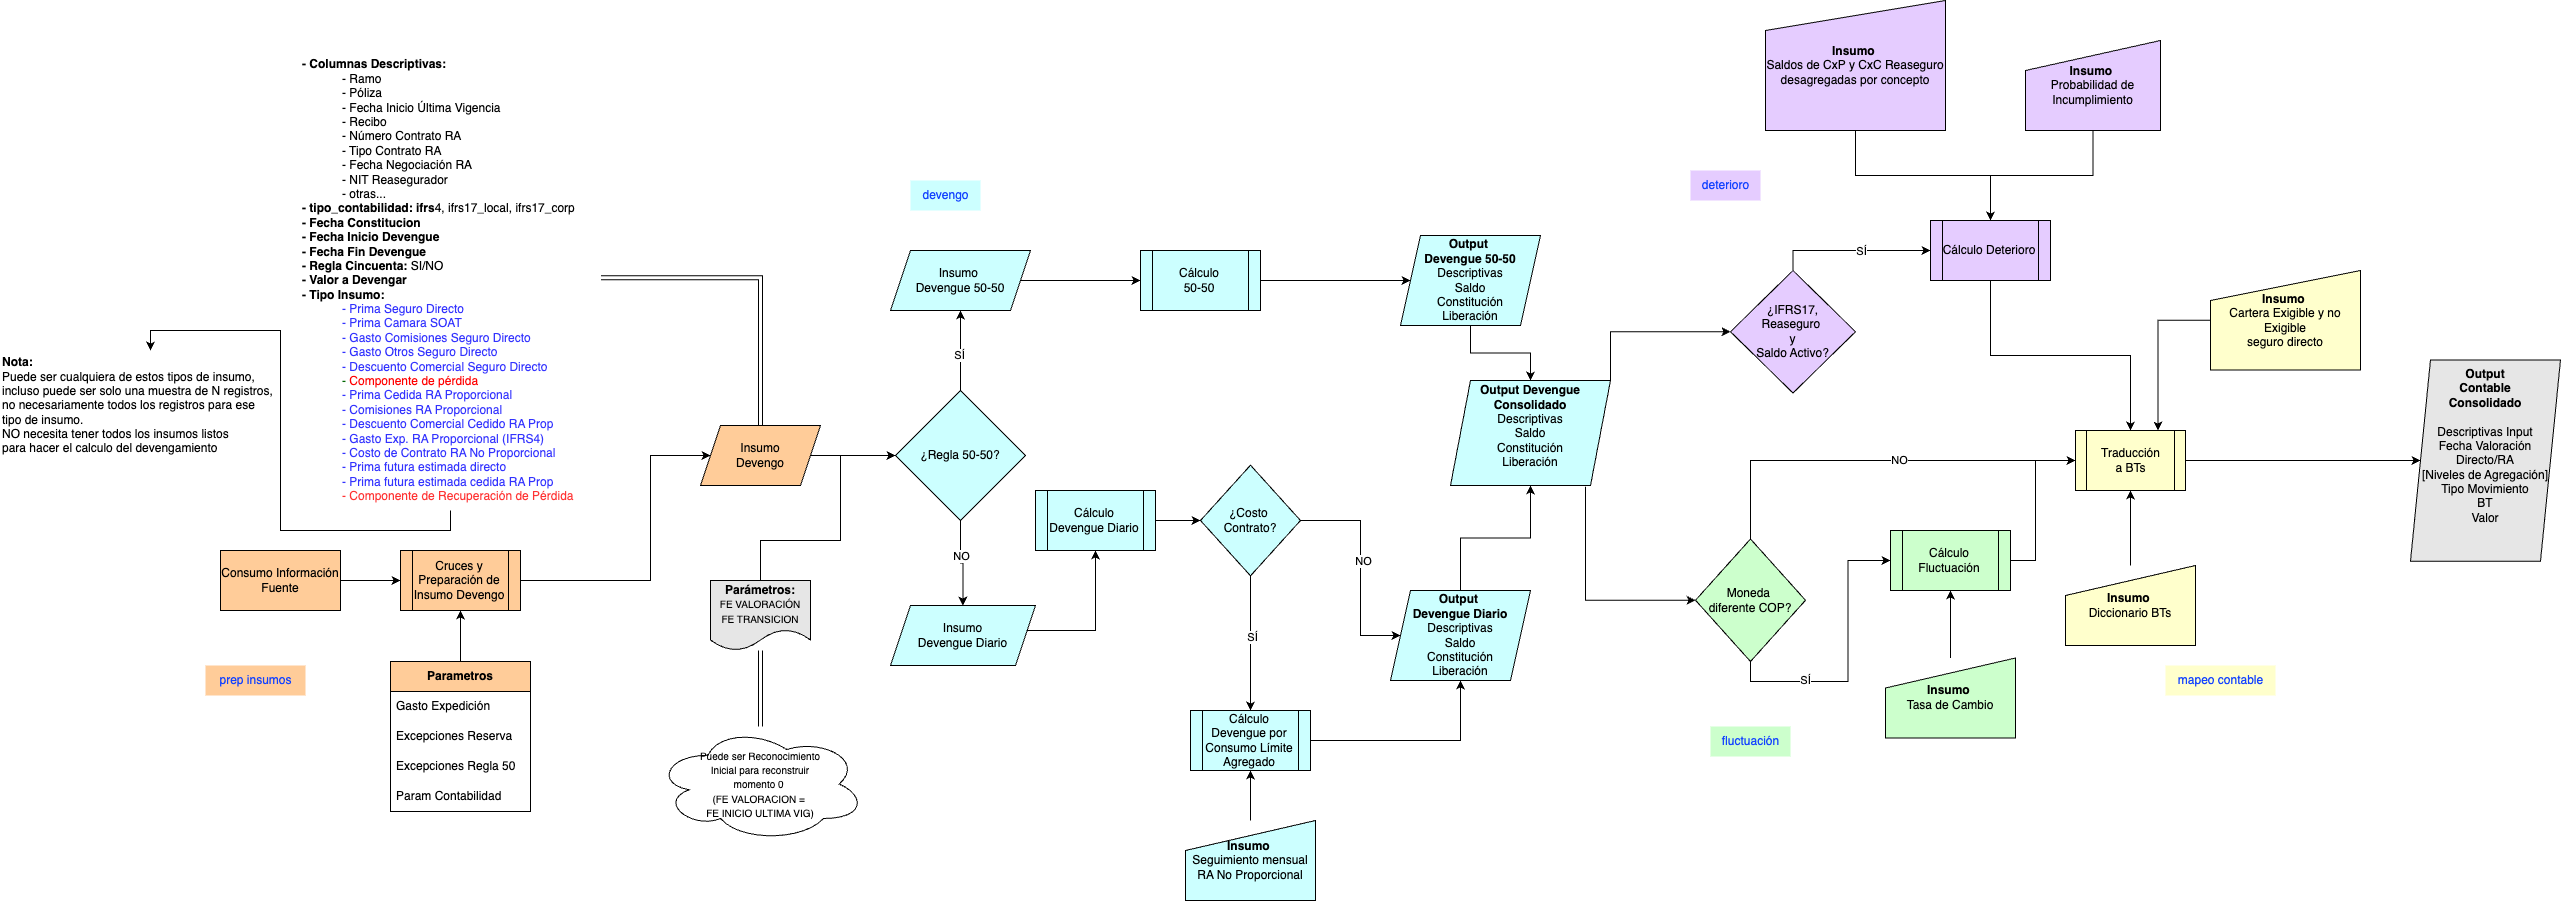 - Columnas Descriptivas:
- Ramo
- Póliza
- Fecha Inicio Última Vigencia
- Recibo
- Número Contrato RA
- Tipo Contrato RA
- Fecha Negociación RA
- NIT Reasegurador
- otras...
- tipo_contabilidad: ifrs4, ifrs17_local, ifrs17_corp
- Fecha Constitucion
- Fecha Inicio Devengue
- Fecha Fin Devengue
- Regla Cincuenta: SI/NO
- Valor a Devengar
- Tipo Insumo:
- Prima Seguro Directo
- Prima Camara SOAT
- Gasto Comisiones Seguro Directo
- Gasto Otros Seguro Directo
- Descuento Comercial Seguro Directo
- Componente de pérdida
- Prima Cedida RA Proporcional
- Comisiones RA Proporcional
- Descuento Comercial Cedido RA Prop
- Gasto Exp. RA Proporcional (IFRS4)
- Costo de Contrato RA No Proporcional
- Prima futura estimada directo
- Prima futura estimada cedida RA Prop
- Componente de Recuperación de Pérdida
Nota:
Puede ser cualquiera de estos tipos de insumo,
incluso puede ser solo una muestra de N registros,
no necesariamente todos los registros para ese
tipo de insumo.
NO necesita tener todos los insumos listos
para hacer el calculo del devengamiento
Consumo Información
Fuente
Cruces y
Preparación de
Insumo Devengo
prep insumos
Parametros
Gasto Expedición
Excepciones Reserva
Excepciones Regla 50
Param Contabilidad
Insumo
Devengo
Parámetros:
FE VALORACIÓN
FE TRANSICION
Puede ser Reconocimiento
Inicial para reconstruir
momento 0
(FE VALORACION =
FE INICIO ULTIMA VIG)
devengo
Insumo
Devengue 50-50
SÍ
¿Regla 50-50?
NO
Insumo
Devengue Diario
Cálculo
50-50
Cálculo
Devengue Diario
¿Costo
Contrato?
NO
SÍ
Cálculo
Devengue por
Consumo Límite
Agregado
Insumo
Seguimiento mensual
RA No Proporcional
Output
Devengue 50-50
Descriptivas
Saldo
Constitución
Liberación
Output Devengue
Consolidado
Descriptivas
Saldo
Constitución
Liberación
Output
Devengue Diario
Descriptivas
Saldo
Constitución
Liberación
deterioro
Insumo
Saldos de CxP y CxC Reaseguro
desagregadas por concepto
Insumo
Probabilidad de
Incumplimiento
¿IFRS17,
Reaseguro
y
Saldo Activo?
SÍ
Cálculo Deterioro
Moneda
diferente COP?
NO
SÍ
Cálculo
Fluctuación
Insumo
Tasa de Cambio
fluctuación
Insumo
Cartera Exigible y no
Exigible
seguro directo
Traducción
a BTs
Insumo
Diccionario BTs
mapeo contable
Output
Contable
Consolidado
Descriptivas Input
Fecha Valoración
Directo/RA
[Niveles de Agregación]
Tipo Movimiento
BT
Valor